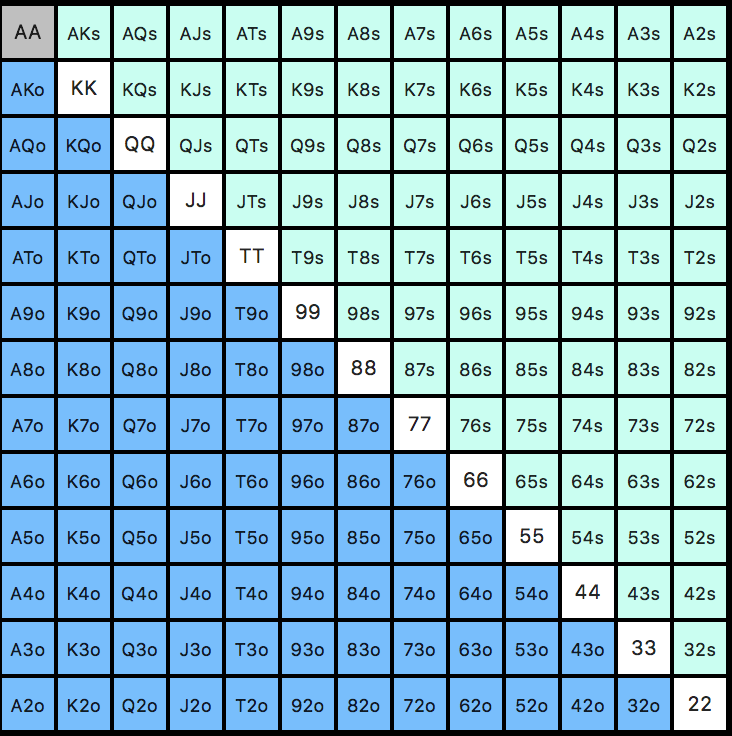 AA AKs AQs AJs ATs A9s A8s A7s A6s A5s A4s A3s A2s
AKo KK KQs KJs KTs K9s K8s K7s K6s K5s K4s K3s K2s
AQo KQo QQ QJs QTs Q9s Q8s Q7s Q6s Q5s Q4s Q3s Q2s
AJo KJo QJo JJ JTs J9s J8s J7s J6s J5s J4s J3s J2s
ATo KTo QTo JTo TT T9s T8s T7s T6s T5s T4s T3s T2s
A9o K9o Q9o J9o T9o 99 98s 97s 96s 95s 94s 93s 92s
A8o K8o Q8o J8o T8o 98o 88 87s 86s 85s 84s 83s 82s
A7o K7o Q7o J7o T7o 97o 87o 77 76s 75s 74s 73s 72s
A6o K6o Q6o J6o T6o 96o 86o 76o 66 65s 64s 63s 62s
A5o K5o Q5o J5o T5o 95o 85o 75o 65o 55 54s 53s 52s
A4o K4o Q4o J4o T4o 94o 84o 74o 64o 54o 44 43s 42s
A3o K3o Q3o J3o T3o 93o 83o 73o 63o 53o 43o 33 32s
A2o K2o Q2o J2o T2o 92o 82o 72o 62o 52o 42o 32o 22